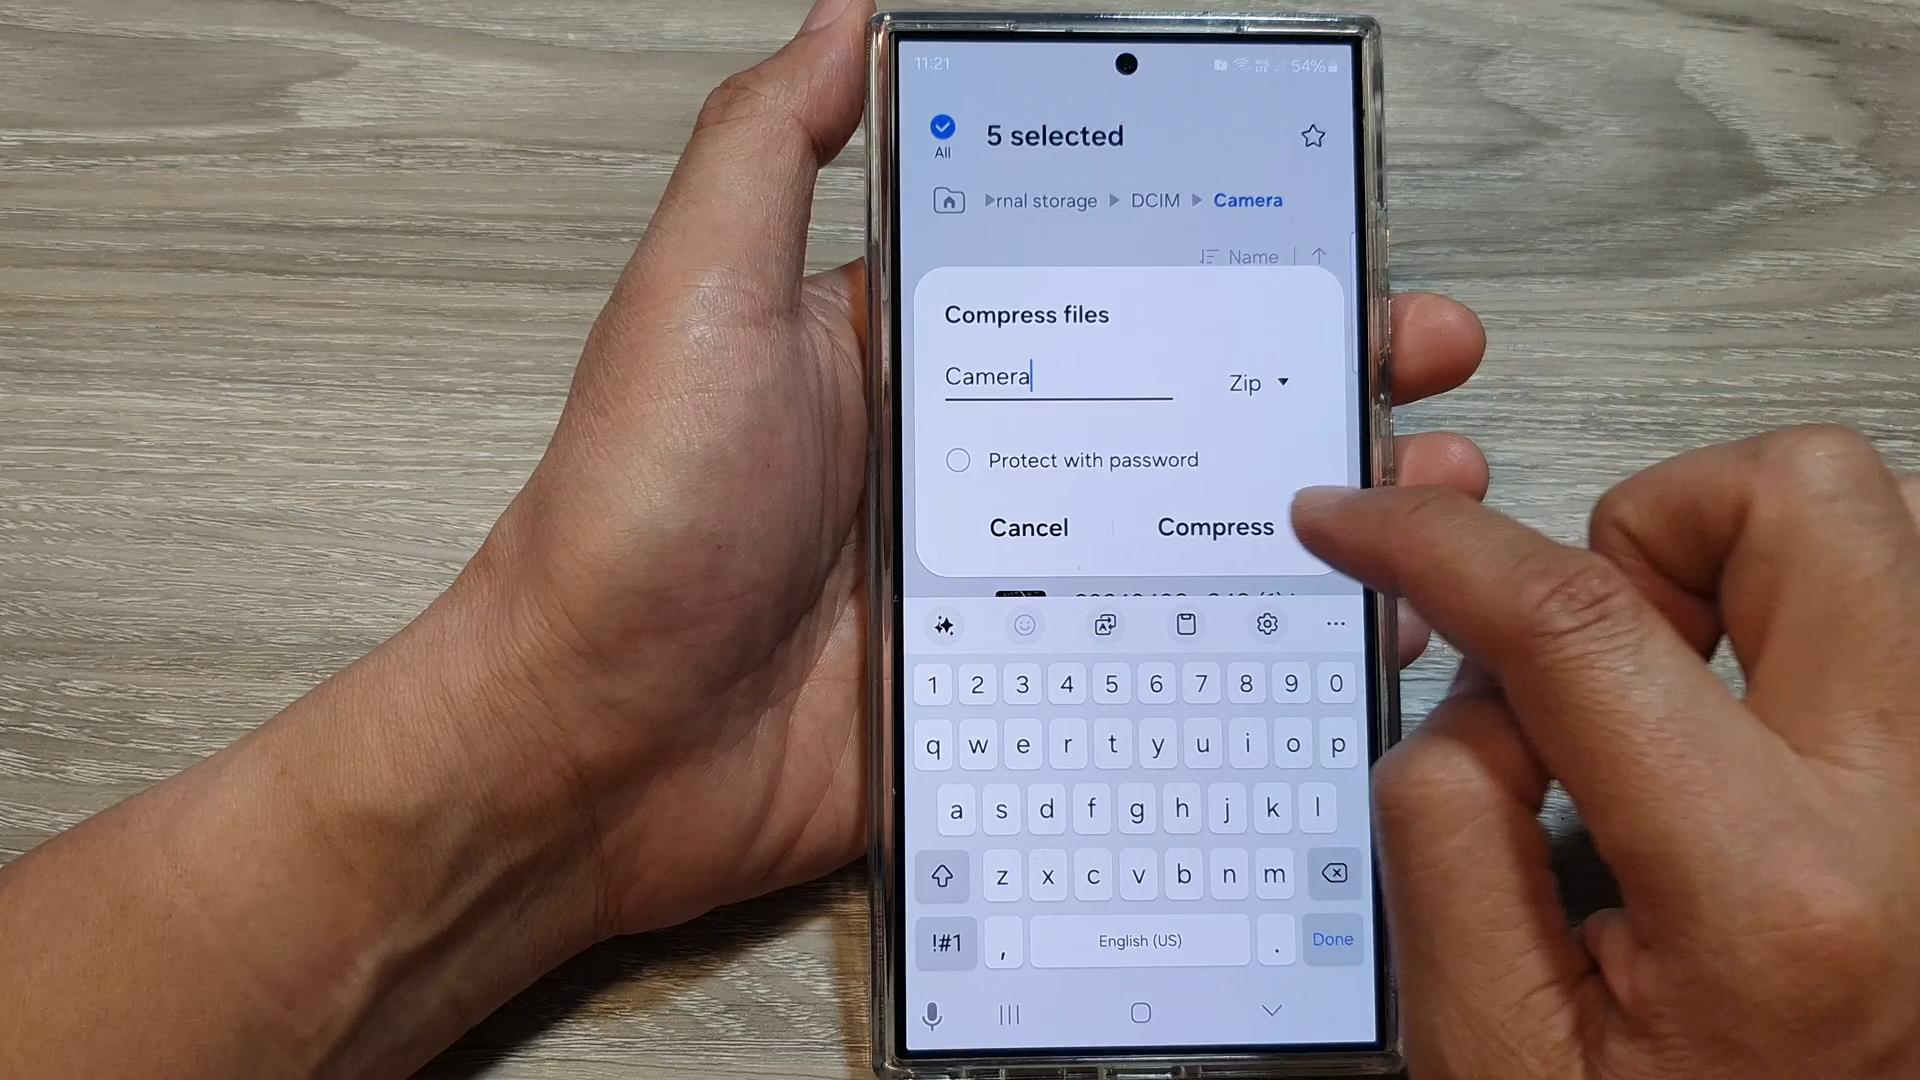 11:21
54%
All
5 selected
rnal storage
DCIM
Camera
Name
Compress files
Camera
Zip
Protect with password
Cancel
Compress
1 2 3 4 5 6 7 8 9 0
q w e r t y u i o p
a s d f g h j k l
z x c v b n m
!#1 , English (US) . Done